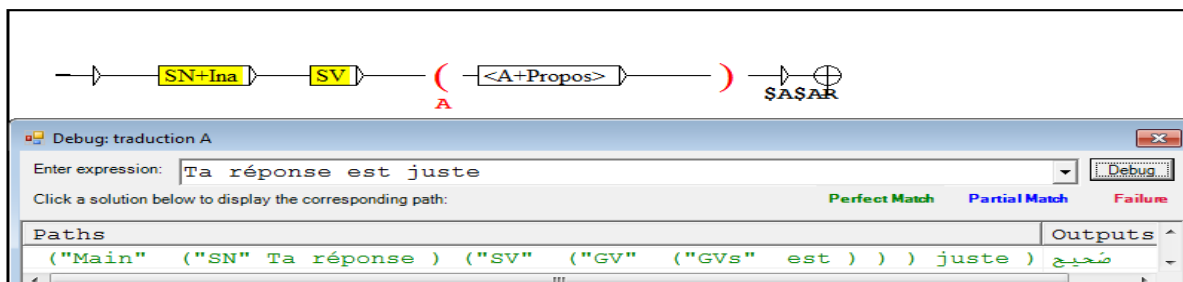 SN+Ina SV ( <A+Propos> )
A $A$AR
Debug: traduction A
Enter expression: Ta réponse est juste Debug
Click a solution below to display the corresponding path: Perfect Match Partial Match Failure
Paths Outputs
("Main" ("SN" Ta réponse ) ("SV" ("GV" ("GVs" est ) ) ) juste ) صَحيح